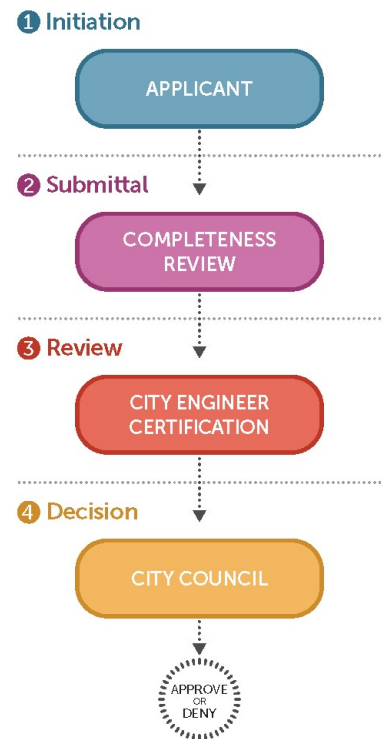 1 Initiation
APPLICANT
2 Submittal
COMPLETENESS
REVIEW
3 Review
CITY ENGINEER
CERTIFICATION
4 Decision
CITY COUNCIL
APPROVE
OR
DENY